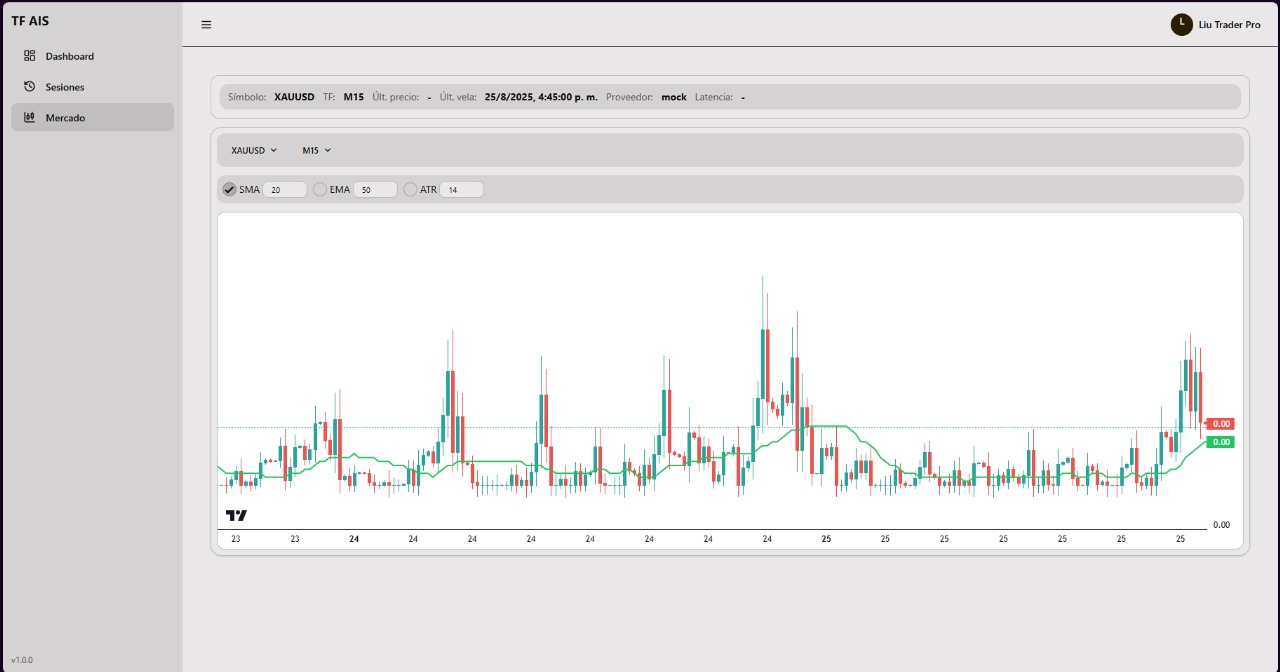 TF AIS
L Liu Trader Pro
Dashboard
Sesiones
Mercado
Símbolo: XAUUSD TF: M15 Últ. precio: - Últ. vela: 25/8/2025, 4:45:00 p. m. Proveedor: mock Latencia: -
XAUUSD M15
SMA 20 EMA 50 ATR 14
0.00
0.00
0.00
23 23 24 24 24 24 24 24 24 24 25 25 25 25 25 25 25
v1.0.0